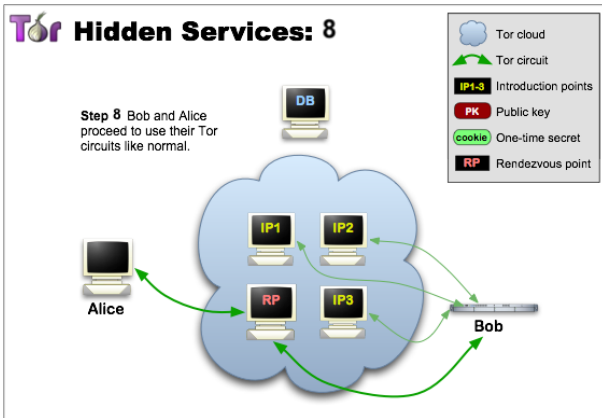 Tor Hidden Services: 8
Step 8 Bob and Alice
proceed to use their Tor
circuits like normal.
DB
Tor cloud
Tor circuit
IP1-3 Introduction points
PK Public key
cookie One-time secret
RP Rendezvous point
IP1 IP2
RP IP3
Alice
Bob